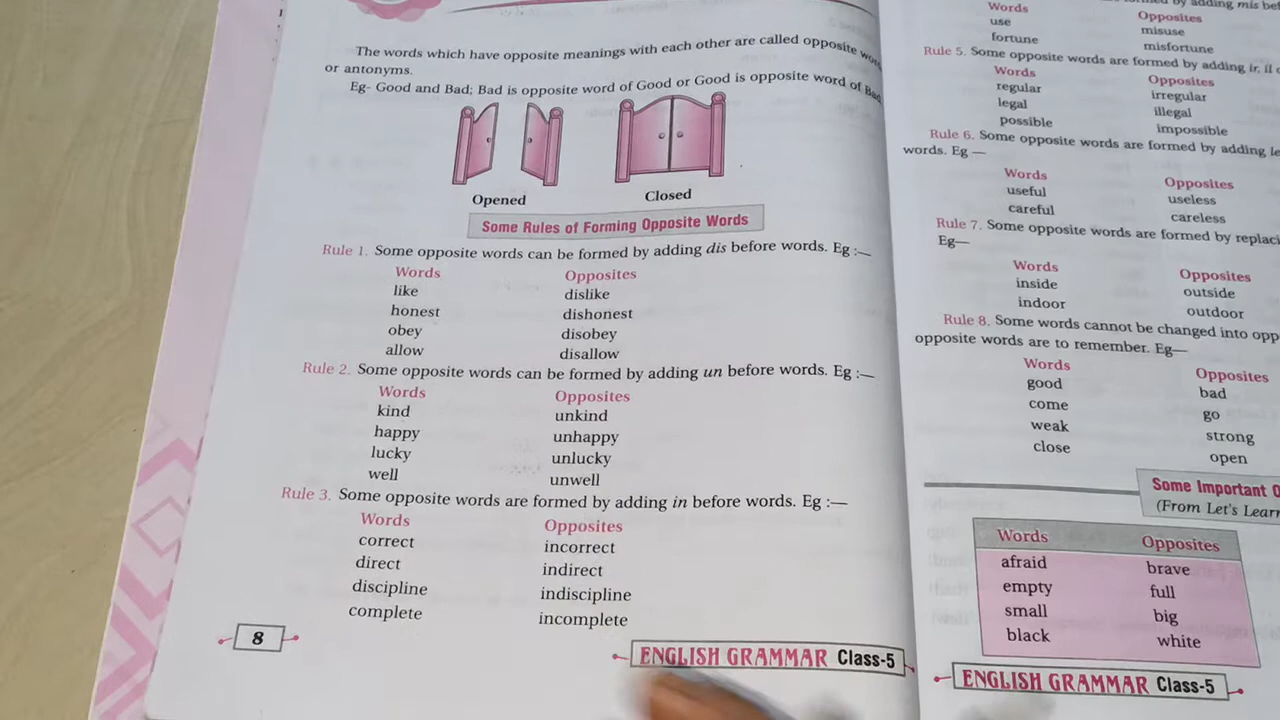 The words which have opposite meanings with each other are called opposite
or antonyms.
Eg- Good and Bad; Bad is opposite word of Good or Good is opposite word of Bad
Opened
Closed
Some Rules of Forming Opposite Words
Rule 1. Some opposite words can be formed by adding dis before words. Eg :—
Words Opposites
like dislike
honest dishonest
obey disobey
allow disallow
Rule 2. Some opposite words can be formed by adding un before words. Eg :—
Words Opposites
kind unkind
happy unhappy
lucky unlucky
well unwell
Rule 3. Some opposite words are formed by adding in before words. Eg :—
Words Opposites
correct incorrect
direct indirect
discipline indiscipline
complete incomplete
8
ENGLISH GRAMMAR Class-5
by adding mis
Words Opposites
use misuse
fortune misfortune
Rule 5. Some opposite words are formed by adding ir, il
Words Opposites
regular irregular
legal illegal
possible impossible
Rule 6. Some opposite words are formed by adding
words. Eg —
Words Opposites
useful useless
careful careless
Rule 7. Some opposite words are formed by
Eg—
Words Opposites
inside outside
indoor outdoor
Rule 8. Some words cannot be changed into
opposite words are to remember. Eg—
Words Opposites
good bad
come go
weak strong
close open
Some Important
(From Let's
Words Opposites
afraid brave
empty full
small big
black white
ENGLISH GRAMMAR Class-5